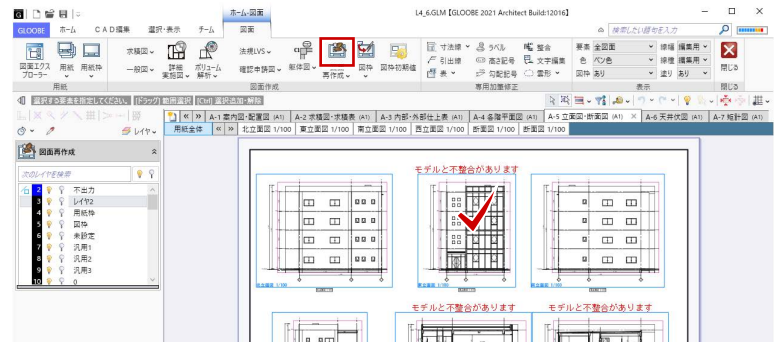 ホーム・図面
L4_6.GLM【GLOOBE 2021 Architect Build:12016】
GLOOBE ホーム CAD編集 選択・表示 チーム 図面
検索したい語句を入力
図面エクスプローラー 用紙 用紙枠
求積図 一般図
詳細実施図 ボリューム解析
法規LVS 確認申請図
躯体図 再作成 図枠 図枠初期値
寸法線 ラベル 整合
引出線 高さ記号 文字編集
表 勾配記号 雲形
要素 全図面 線幅 編集用
色 ペン色 線種 編集用
図枠 あり 塗り あり
閉じる
用紙 図面作成 専用加筆修正 表示 閉じる
選択する要素を指定してください。 [ドラッグ]範囲選択 [Ctrl]選択追加・解除
A-1 案内図・配置図 (A1) A-2 求積図・求積表 (A1) A-3 内部・外部仕上表 (A1) A-4 各階平面図 (A1) A-5 立面図・断面図 (A1) A-6 天井伏図 (A1) A-7 矩計図 (A1)
レイヤ
用紙全体 北立面図 1/100 東立面図 1/100 南立面図 1/100 西立面図 1/100 断面図 1/100 断面図 1/100
図面再作成
次のレイヤを検索
2 不出力
3 レイヤ2
4 用紙枠
5 図枠
6 未設定
7 汎用1
8 汎用2
9 汎用3
10 0
モデルと不整合があります
モデルと不整合があります
モデルと不整合があります